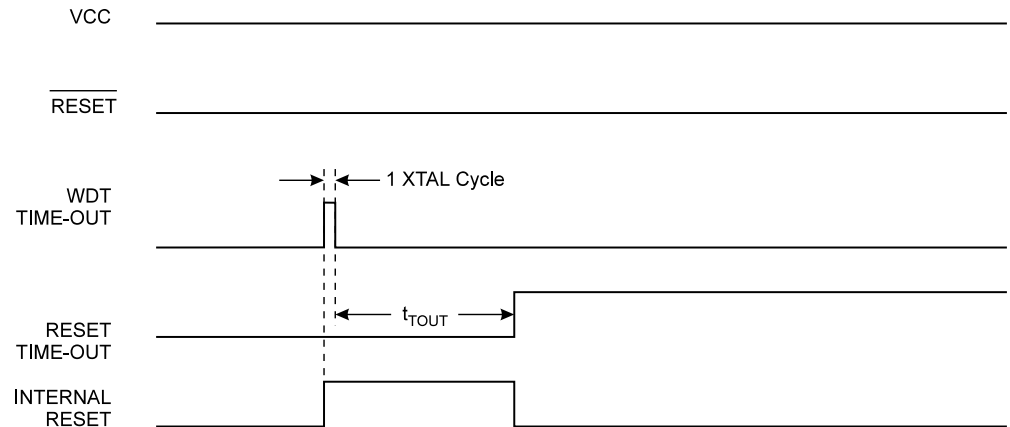 VCC
RESET
WDT
TIME-OUT
1 XTAL Cycle
RESET
TIME-OUT
tTOUT
INTERNAL
RESET